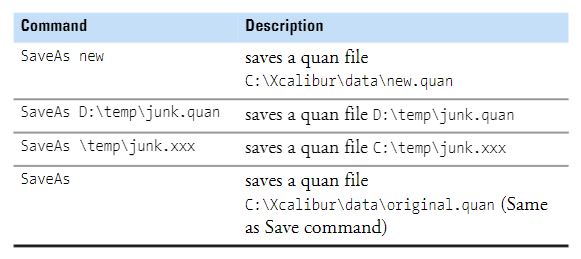 Command Description
SaveAs new saves a quan file
C:\Xcalibur\data\new.quan
SaveAs D:\temp\junk.quan saves a quan file D:\temp\junk.quan
SaveAs \temp\junk.xxx saves a quan file C:\temp\junk.xxx
SaveAs saves a quan file
C:\Xcalibur\data\original.quan (Same
as Save command)